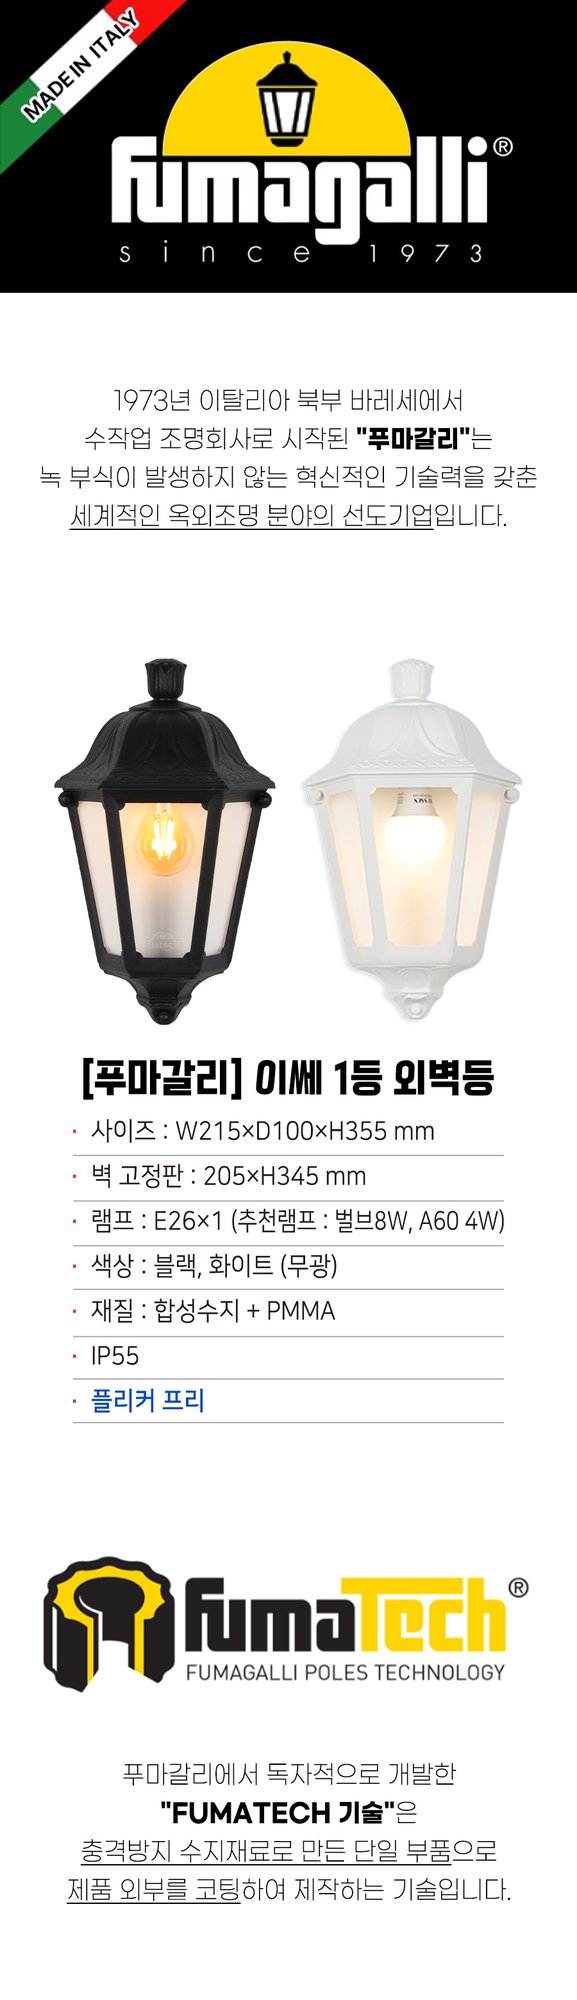 MADE IN ITALY
fumagalli®
since 1973
1973년 이탈리아 북부 바레세에서
수작업 조명회사로 시작된 "푸마갈리"는
녹 부식이 발생하지 않는 혁신적인 기술력을 갖춘
세계적인 옥외조명 분야의 선도기업입니다.
[푸마갈리] 이쎄 1등 외벽등
· 사이즈 : W215×D100×H355 mm
· 벽 고정판 : 205×H345 mm
· 램프 : E26×1 (추천램프 : 벌브8W, A60 4W)
· 색상 : 블랙, 화이트 (무광)
· 재질 : 합성수지 + PMMA
· IP55
· 플리커 프리
fumaTech®
FUMAGALLI POLES TECHNOLOGY
푸마갈리에서 독자적으로 개발한
"FUMATECH 기술"은
충격방지 수지재료로 만든 단일 부품으로
제품 외부를 코팅하여 제작하는 기술입니다.